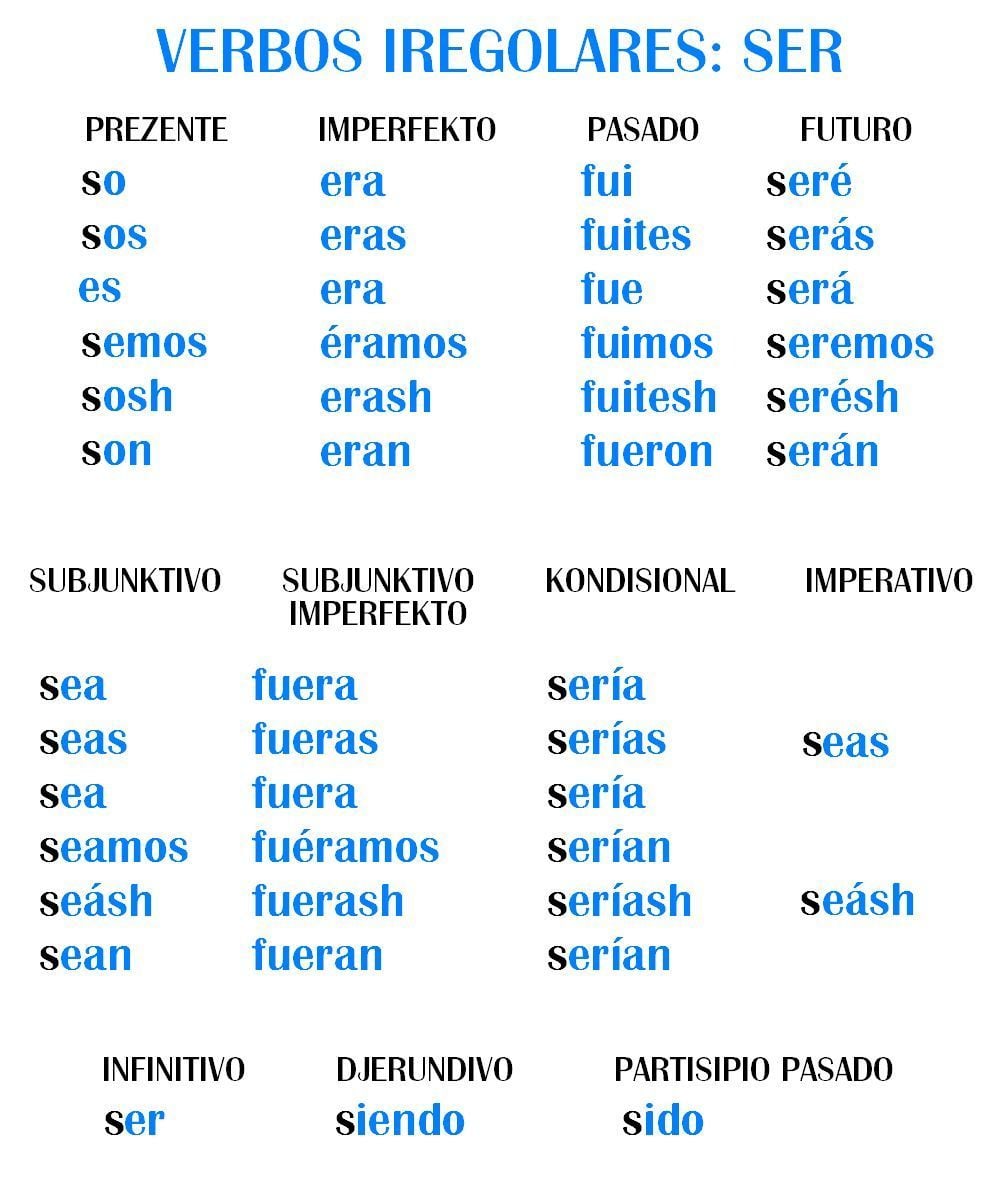 VERBOS IREGOLARES: SER
PREZENTE IMPERFEKTO PASADO FUTURO
so era fui seré
sos eras fuites serás
es era fue será
semos éramos fuimos seremos
sosh erash fuitesh serésh
son eran fueron serán
SUBJUNKTIVO SUBJUNKTIVO KONDISIONAL IMPERATIVO
IMPERFEKTO
sea fuera sería
seas fueras serías seas
sea fuera sería
seamos fuéramos serían
seásh fuerash seríash seásh
sean fueran serían
INFINITIVO DJERUNDIVO PARTISIPIO PASADO
ser siendo sido